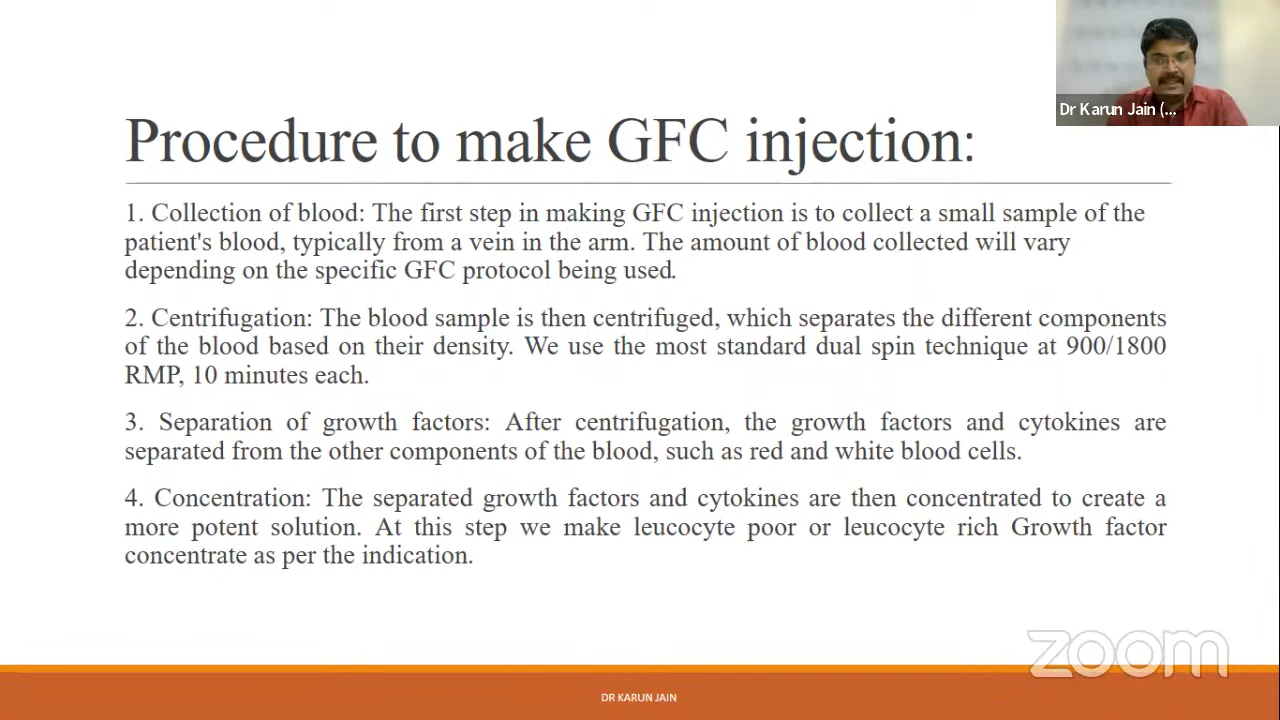 Dr Karun Jain (...
Procedure to make GFC injection:
1. Collection of blood: The first step in making GFC injection is to collect a small sample of the
patient's blood, typically from a vein in the arm. The amount of blood collected will vary
depending on the specific GFC protocol being used.
2. Centrifugation: The blood sample is then centrifuged, which separates the different components
of the blood based on their density. We use the most standard dual spin technique at 900/1800
RMP, 10 minutes each.
3. Separation of growth factors: After centrifugation, the growth factors and cytokines are
separated from the other components of the blood, such as red and white blood cells.
4. Concentration: The separated growth factors and cytokines are then concentrated to create a
more potent solution. At this step we make leucocyte poor or leucocyte rich Growth factor
concentrate as per the indication.
zoom
DR KARUN JAIN